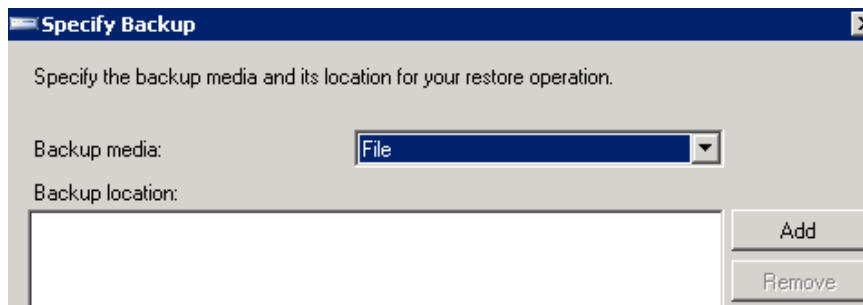 Specify Backup
Specify the backup media and its location for your restore operation.
Backup media:
File
Backup location:
Add
Remove